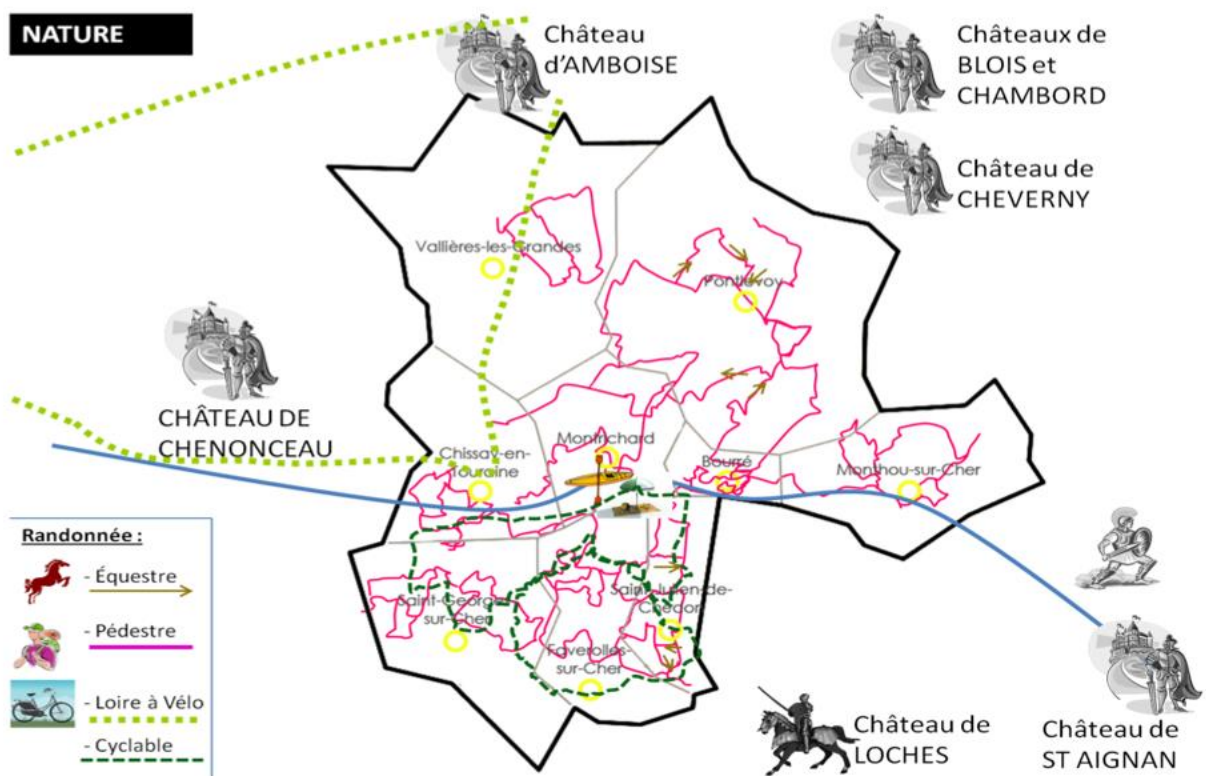 NATURE
Château
d'AMBOISE
Châteaux de
BLOIS et
CHAMBORD
Château de
CHEVERNY
Vallières-les-Grandes
Pontlevoy
CHÂTEAU DE
CHENONCEAU
Montrichard
Chissay-en-
Touraine
Bourré
Monthou-sur-Cher
Randonnée :
- Équestre
- Pédestre
- Loire à Vélo
- Cyclable
Saint-Georges-
sur-Cher
Saint-Julien-de-
Chédon
Faverolles-
sur-Cher
Château de
LOCHES
Château de
ST AIGNAN